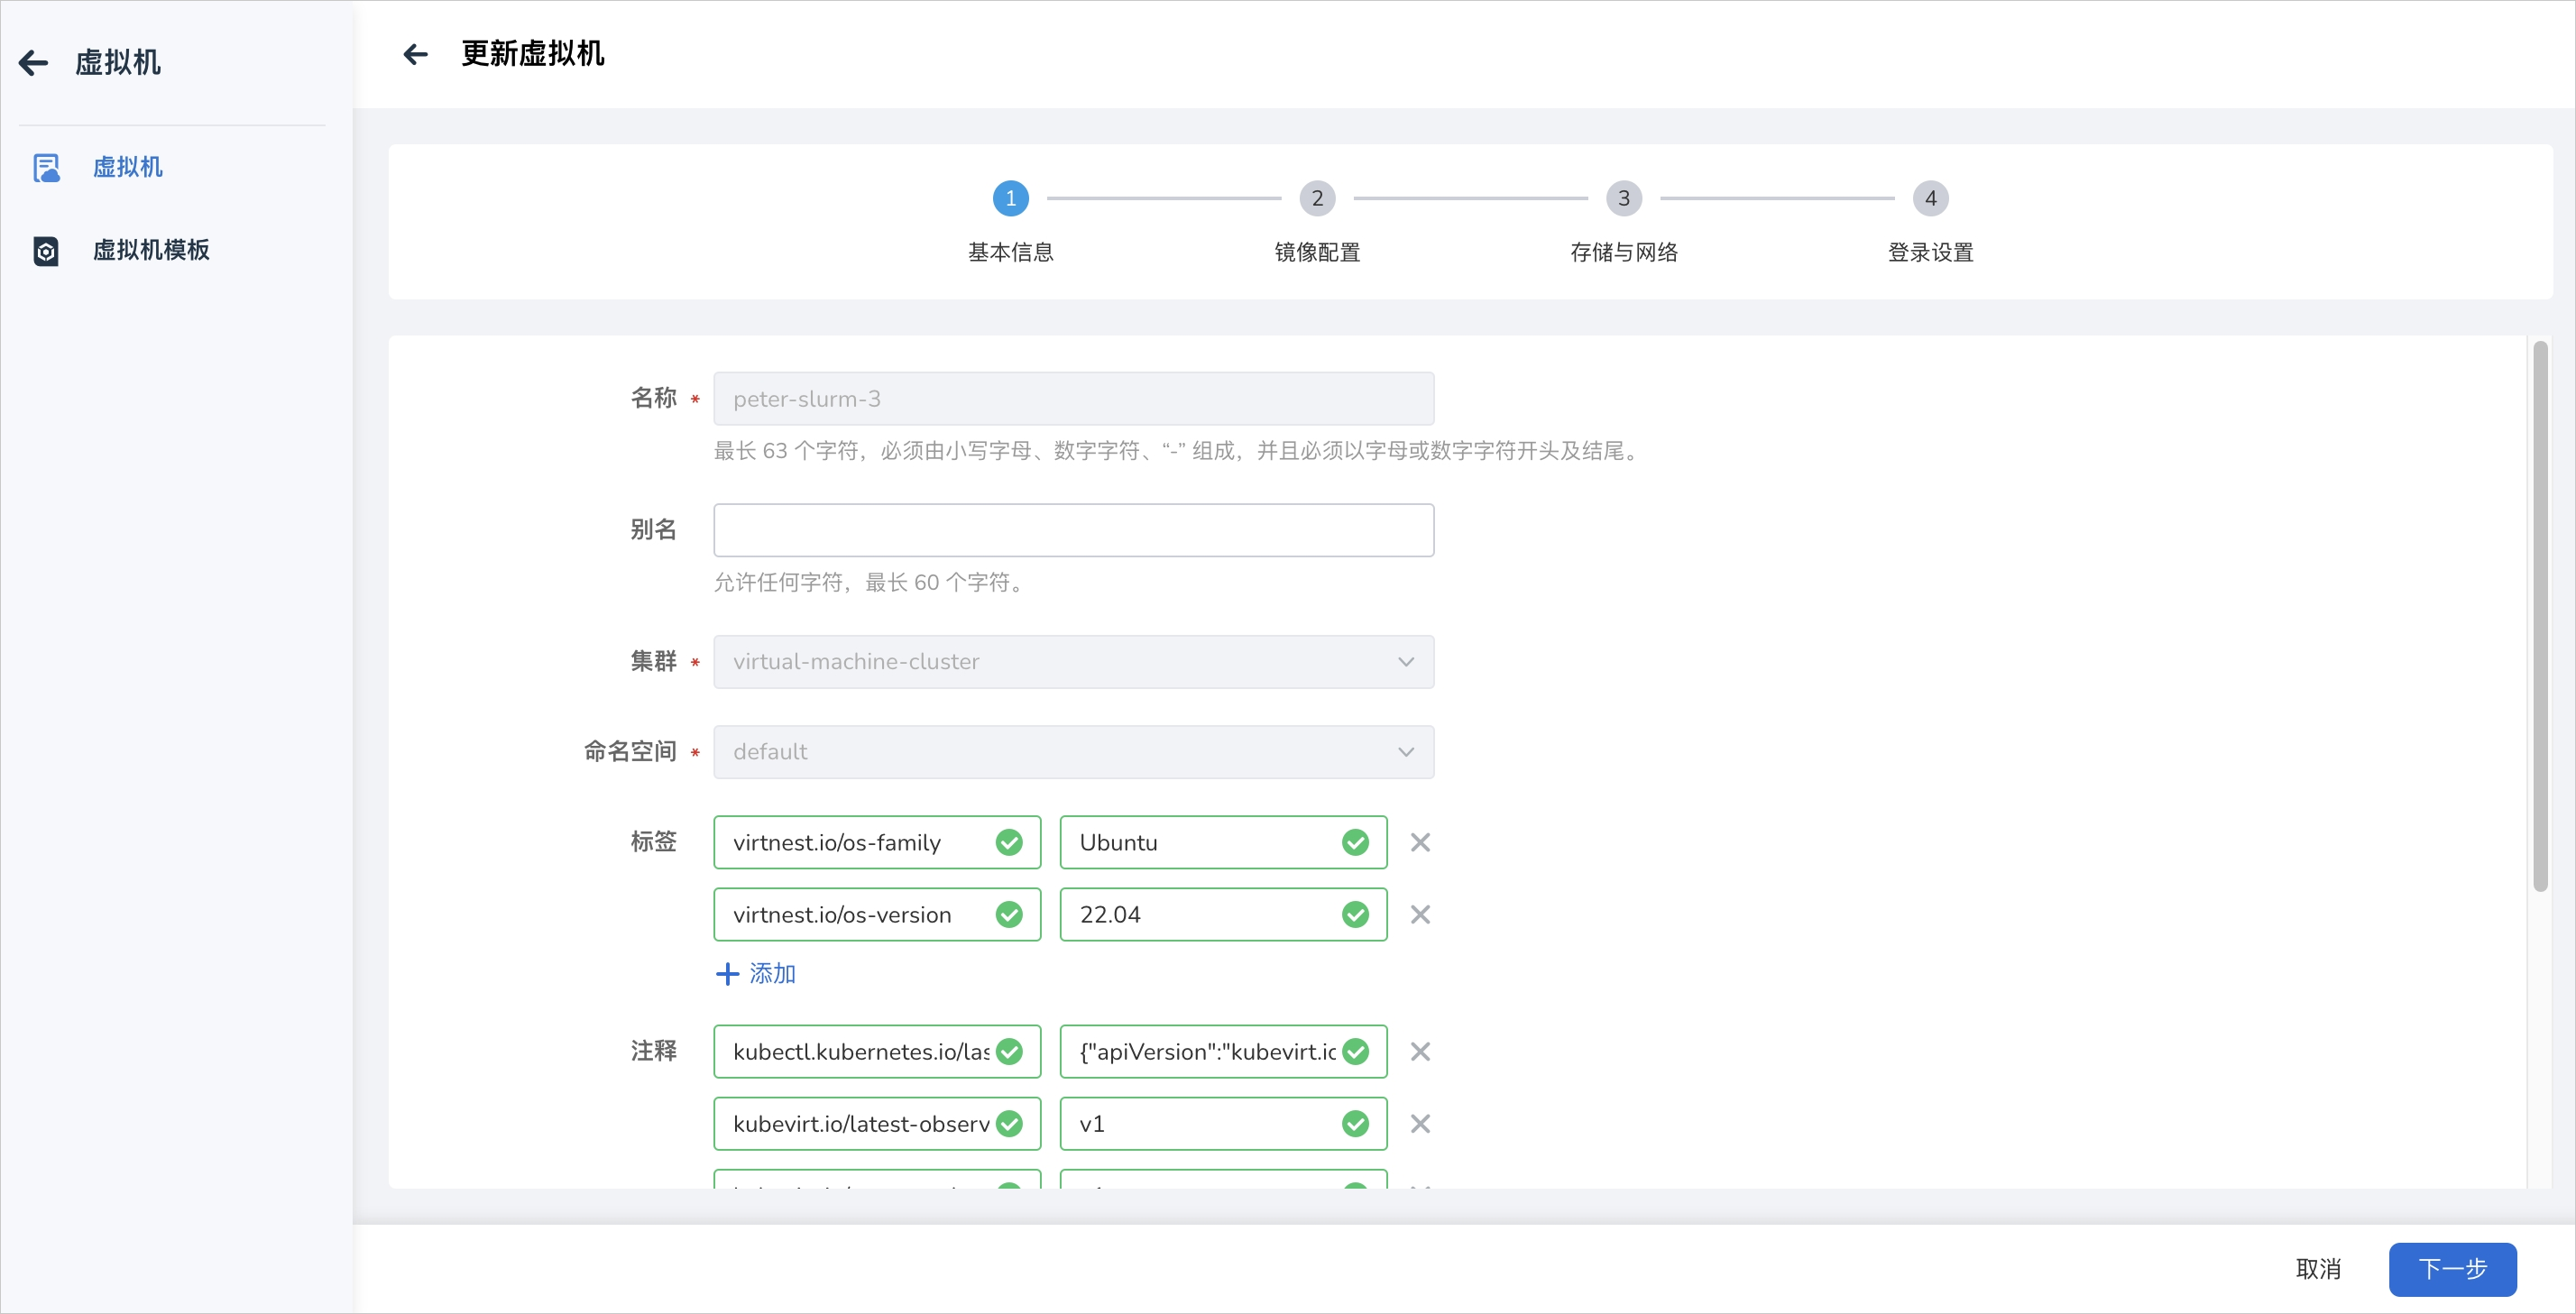 虚拟机
虚拟机
虚拟机模板
更新虚拟机
1 2 3 4
基本信息 镜像配置 存储与网络 登录设置
名称 * peter-slurm-3
最长 63 个字符，必须由小写字母、数字字符、“-” 组成，并且必须以字母或数字字符开头及结尾。
别名
允许任何字符，最长 60 个字符。
集群 * virtual-machine-cluster
命名空间 * default
标签 virtnest.io/os-family Ubuntu
virtnest.io/os-version 22.04
添加
注释 kubectl.kubernetes.io/las {"apiVersion":"kubevirt.io
kubevirt.io/latest-observ v1
取消 下一步